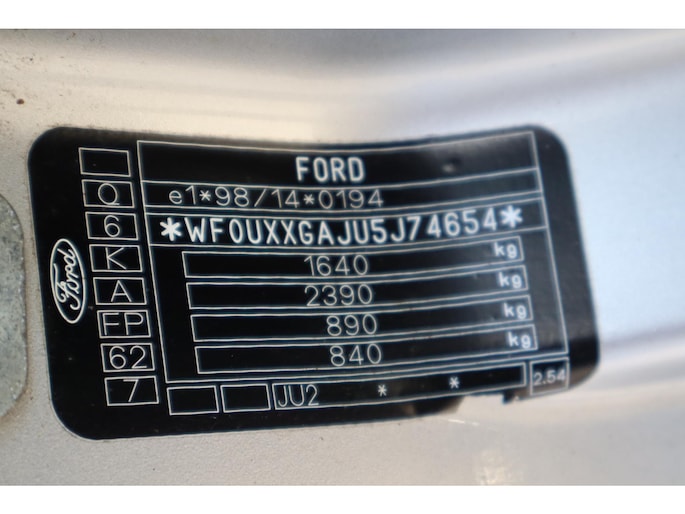 FORD
e1*98/14*0194
*WF0UXXGAJU5J74654*
1640 kg
2390 kg
890 kg
840 kg
JU2 * *
2.54
Q
6
K
A
FP
62
7
Ford